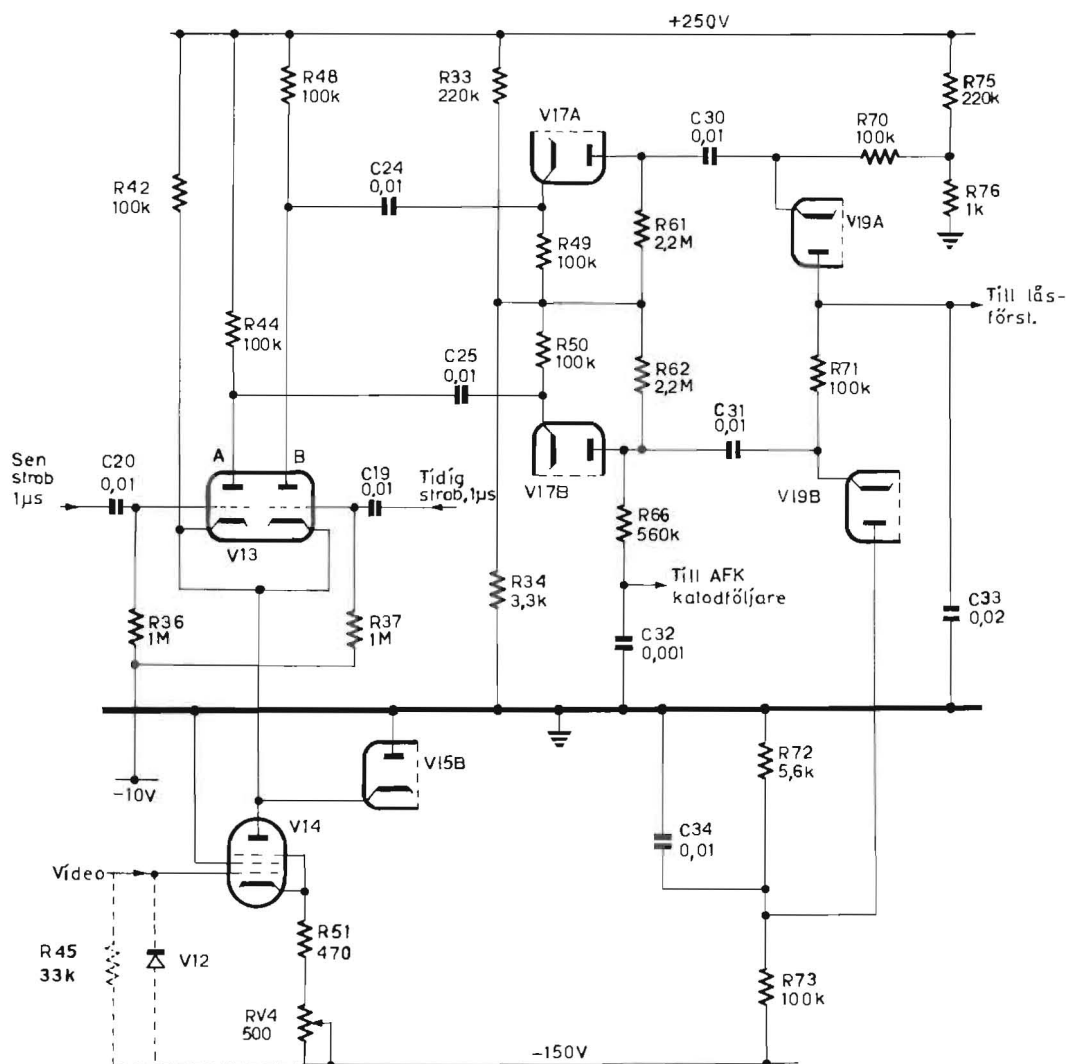 +250V
R48
100k
R33
220k
R75
220k
V17A
C30
0,01
R70
100k
C24
0,01
R42
100k
R76
1k
V19A
R61
2,2M
R49
100k
Till lås-
först.
R44
100k
R50
100k
C25
0,01
R62
2,2M
R71
100k
C31
0,01
A
B
Sen
strob
1µs
C20
0,01
C19
0,01
Tidig
strob, 1µs
V17B
V19B
V13
R66
560k
R34
3,3k
Till AFK
katodföljare
R36
1M
R37
1M
C32
0,001
C33
0,02
V15B
R72
5,6k
-10V
V14
C34
0,01
Video
R51
470
R45
33k
V12
R73
100k
RV4
500
-150V